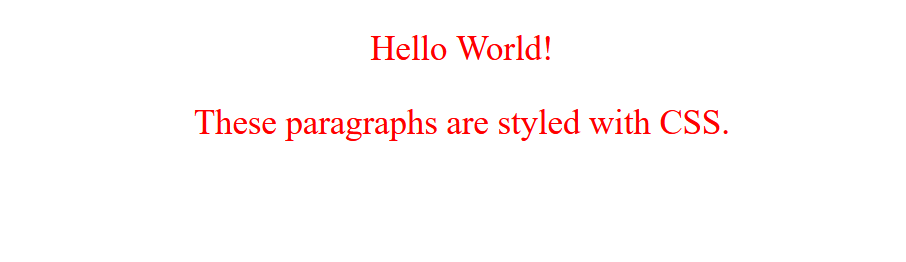 Hello World!
These paragraphs are styled with CSS.